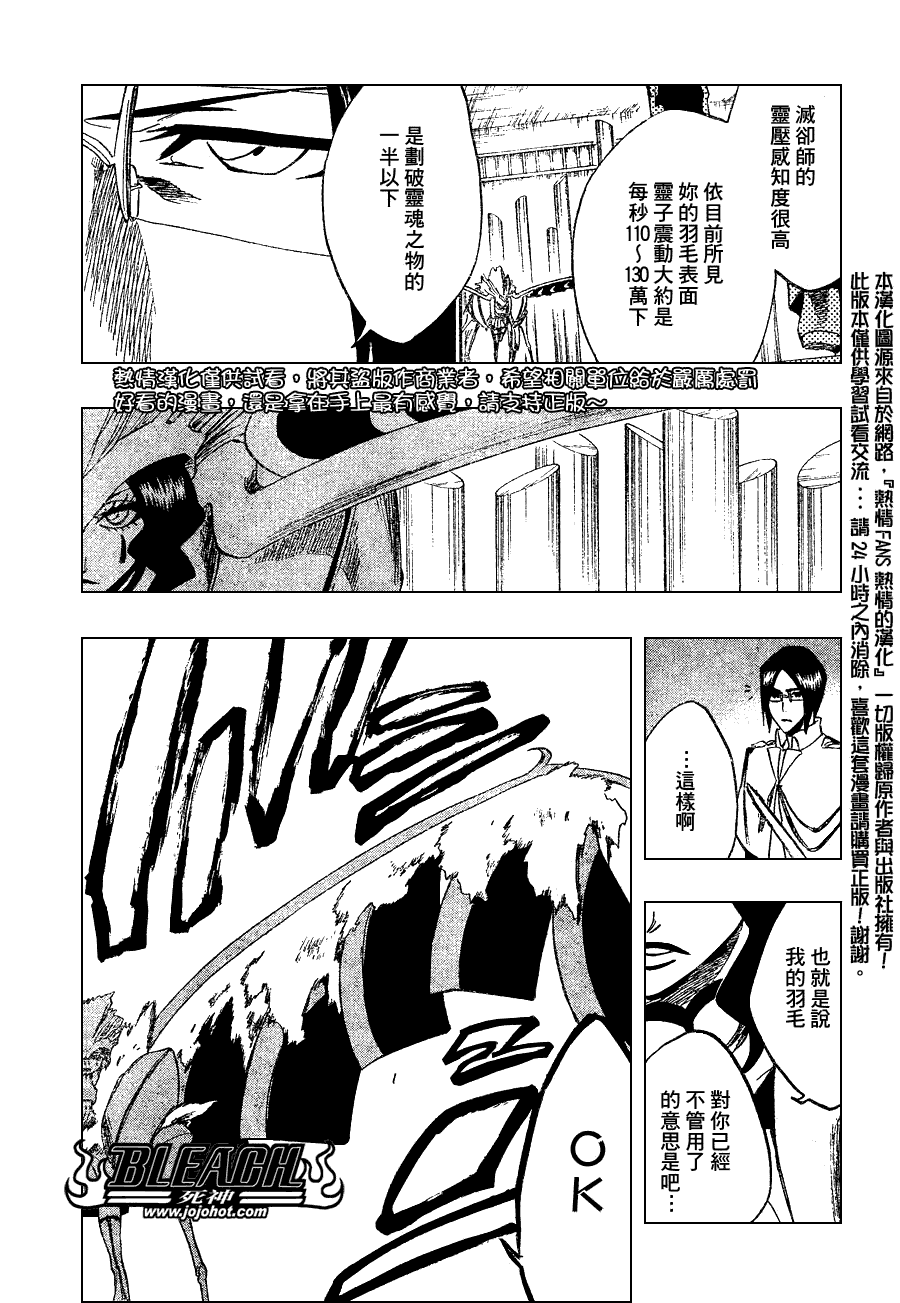 滅卻師的
靈壓感知度很高
依目前所見
妳的羽毛表面
靈子震動大約是
每秒110～130萬下
是劃破靈魂之物的
一半以下
熱情漢化僅供試看，將其盜版作商業者，希望相關單位給於嚴厲處罰
好看的漫畫，還是拿在手上最有感覺，請支持正版～
…這樣啊
也就是說
我的羽毛
對你已經
不管用了
的意思是吧…
OK
本漢化圖源來自於網路，『熱情FANS熱情的漢化』一切版權歸原作者與出版社擁有！
此版本僅供學習試看交流…請24小時之內消除，喜歡這套漫畫請購買正版！謝謝。
BLEACH
死神
www.jojohot.com